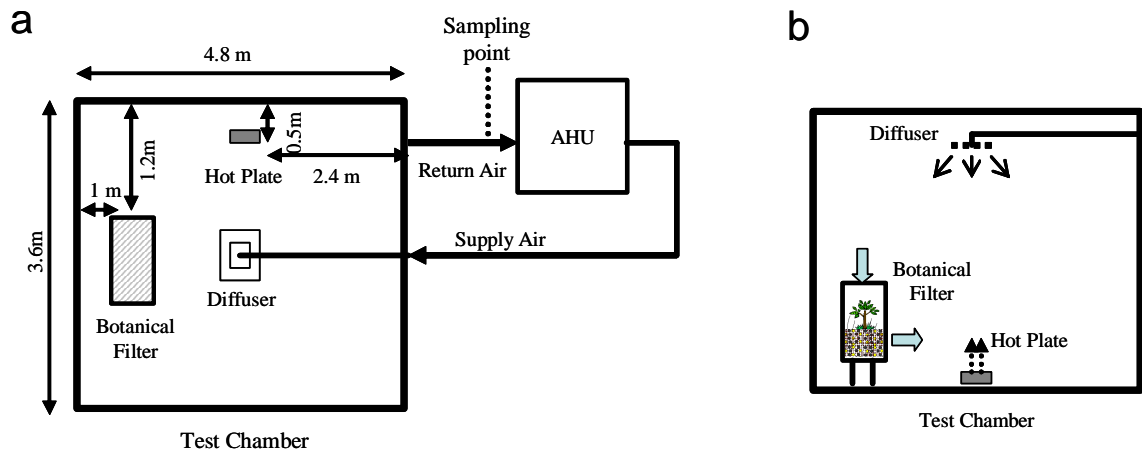 a
4.8 m
Sampling
point
0.5m
1.2m
Hot Plate
2.4 m
1 m
3.6m
AHU
Return Air
Supply Air
Diffuser
Botanical
Filter
Test Chamber
b
Diffuser
Botanical
Filter
Hot Plate
Test Chamber